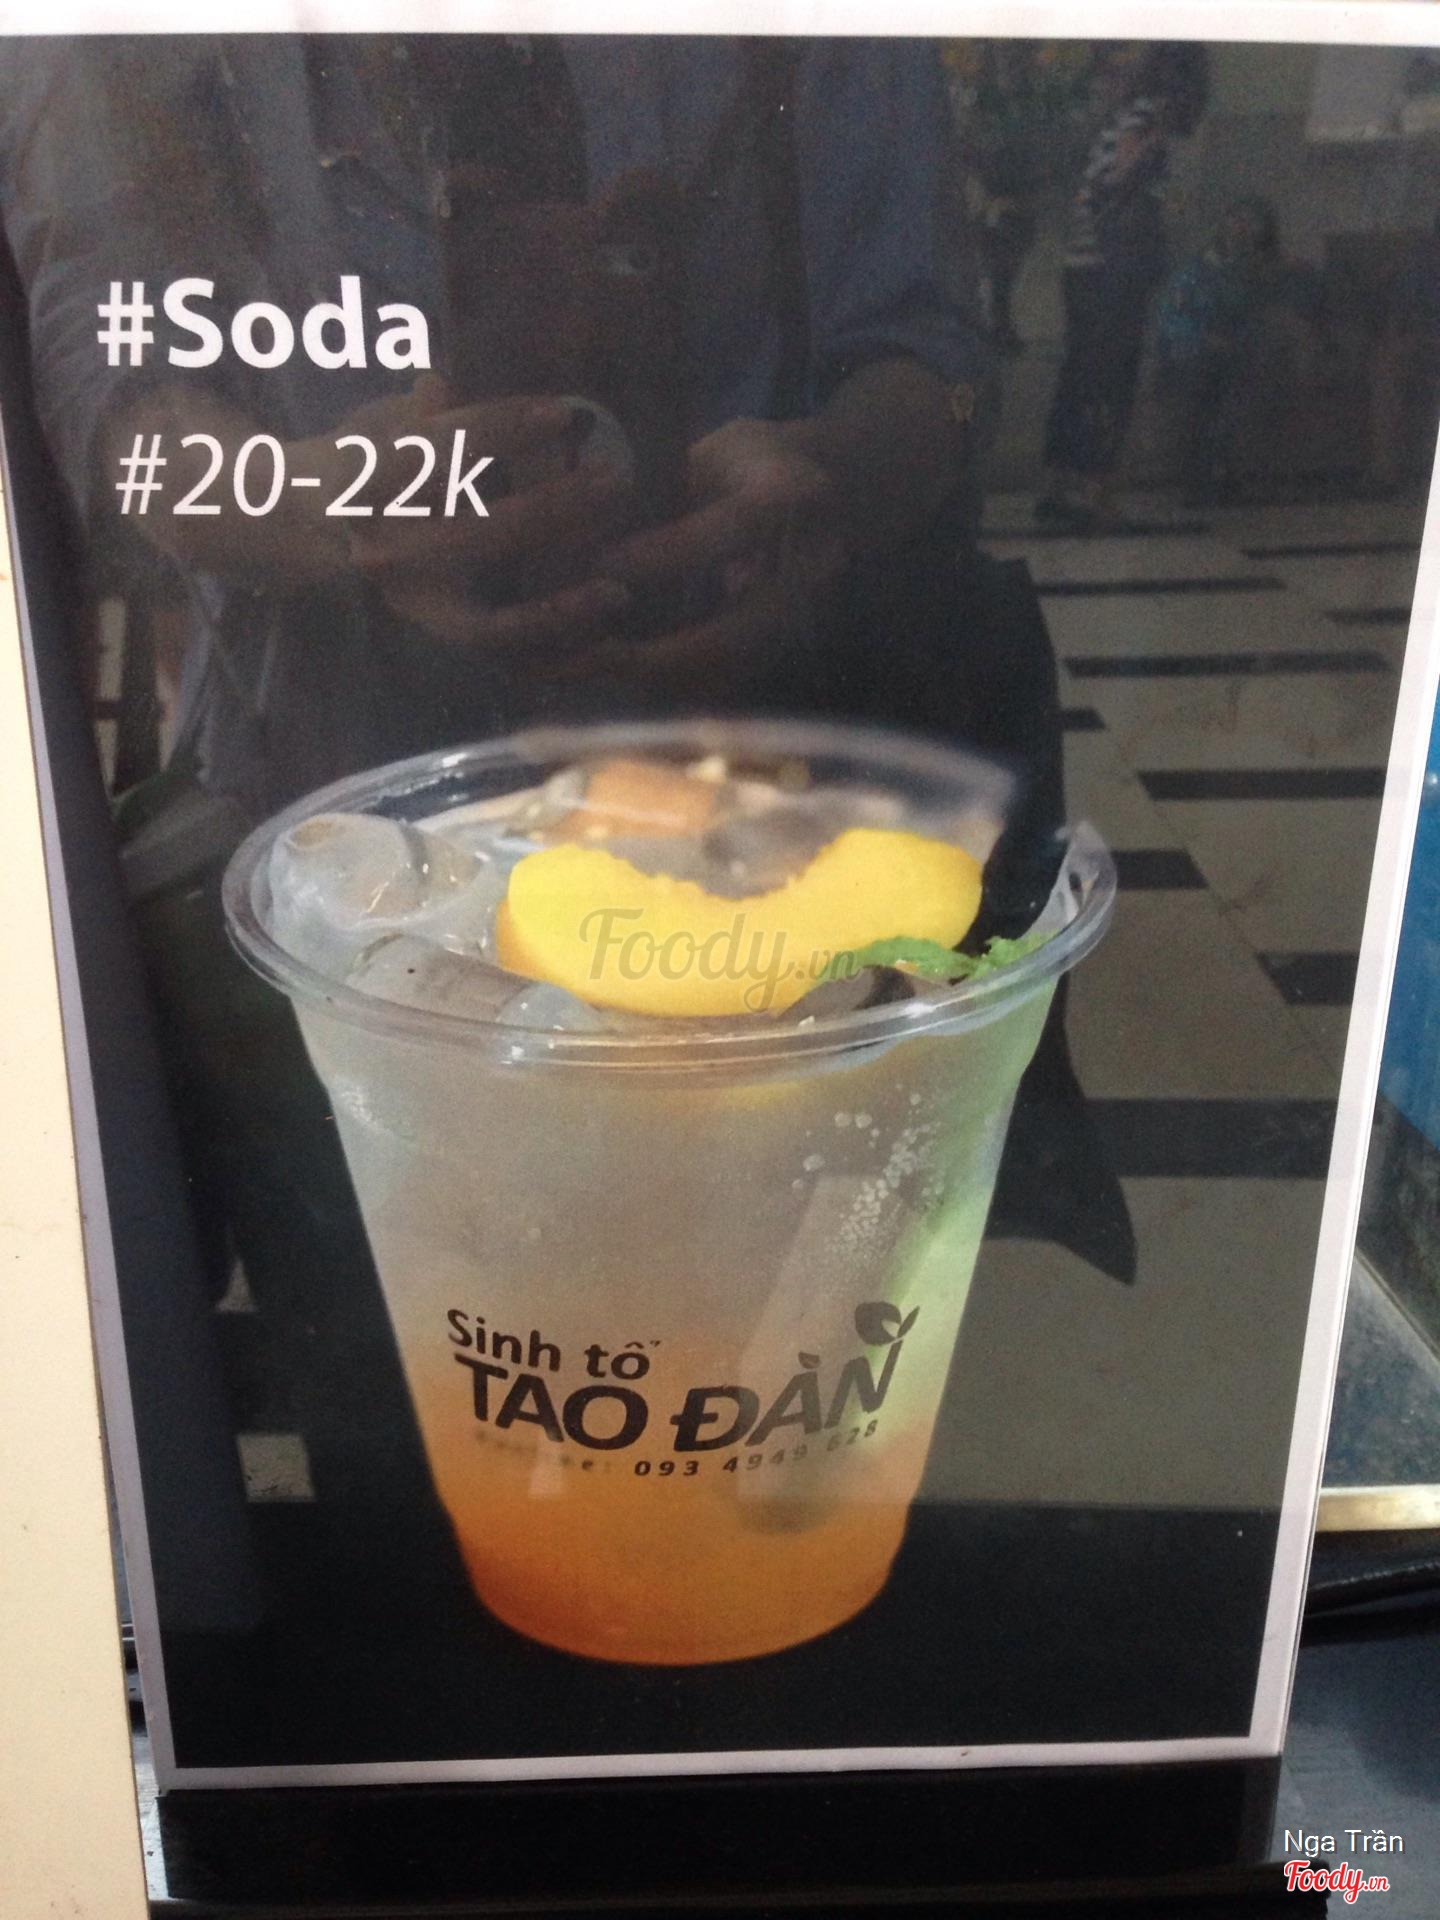 #Soda
#20-22k
Foody.vn
Sinh tố
TAO ĐÀN
093 4949 628
Nga Trần
Foody.vn